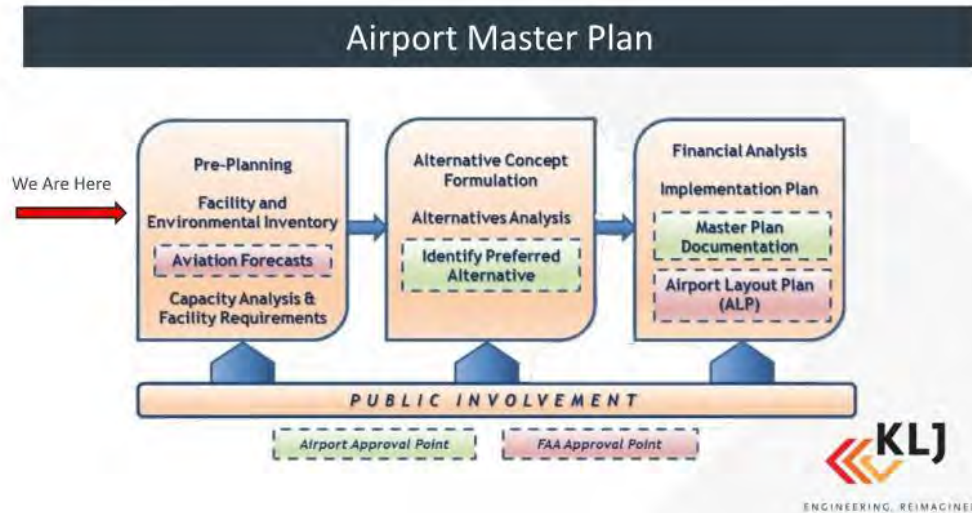 Airport Master Plan
We Are Here
Pre-Planning
Facility and
Environmental Inventory
Aviation Forecasts
Capacity Analysis &
Facility Requirements
Alternative Concept
Formulation
Alternatives Analysis
Identify Preferred
Alternative
Financial Analysis
Implementation Plan
Master Plan
Documentation
Airport Layout Plan
(ALP)
PUBLIC INVOLVEMENT
Airport Approval Point
FAA Approval Point
KLJ
ENGINEERING, REIMAGINED